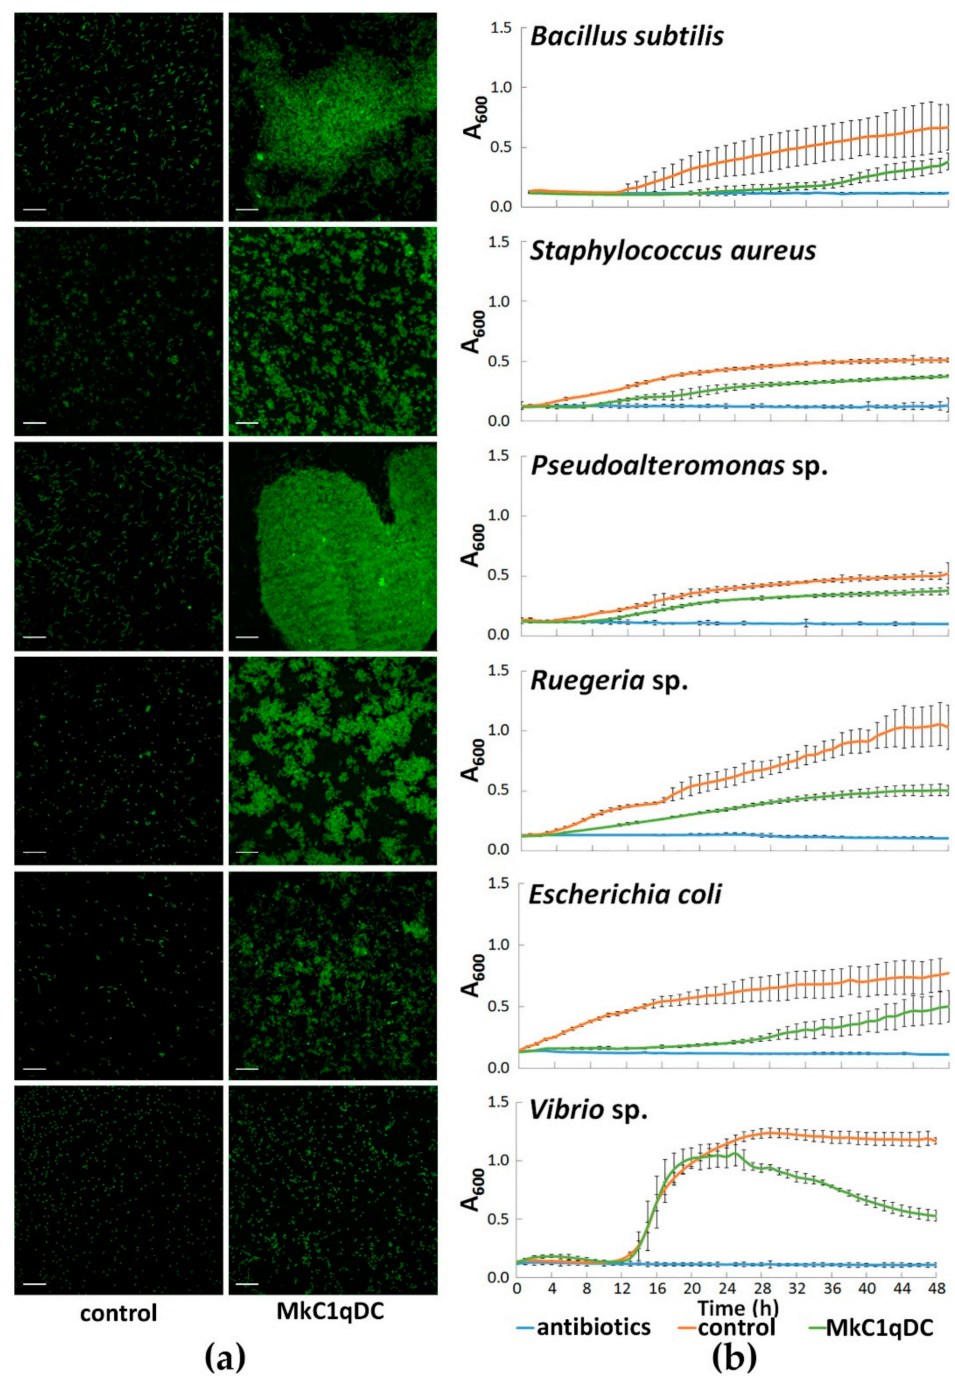 Bacillus subtilis
1.5
1.0
0.5
0.0
A600
Staphylococcus aureus
1.5
1.0
0.5
0.0
A600
Pseudoalteromonas sp.
1.5
1.0
0.5
0.0
A600
Ruegeria sp.
1.5
1.0
0.5
0.0
A600
Escherichia coli
1.5
1.0
0.5
0.0
A600
Vibrio sp.
1.5
1.0
0.5
0.0
A600
0 4 8 12 16 20 24 28 32 36 40 44 48
Time (h)
control MkC1qDC
antibiotics control MkC1qDC
(a) (b)